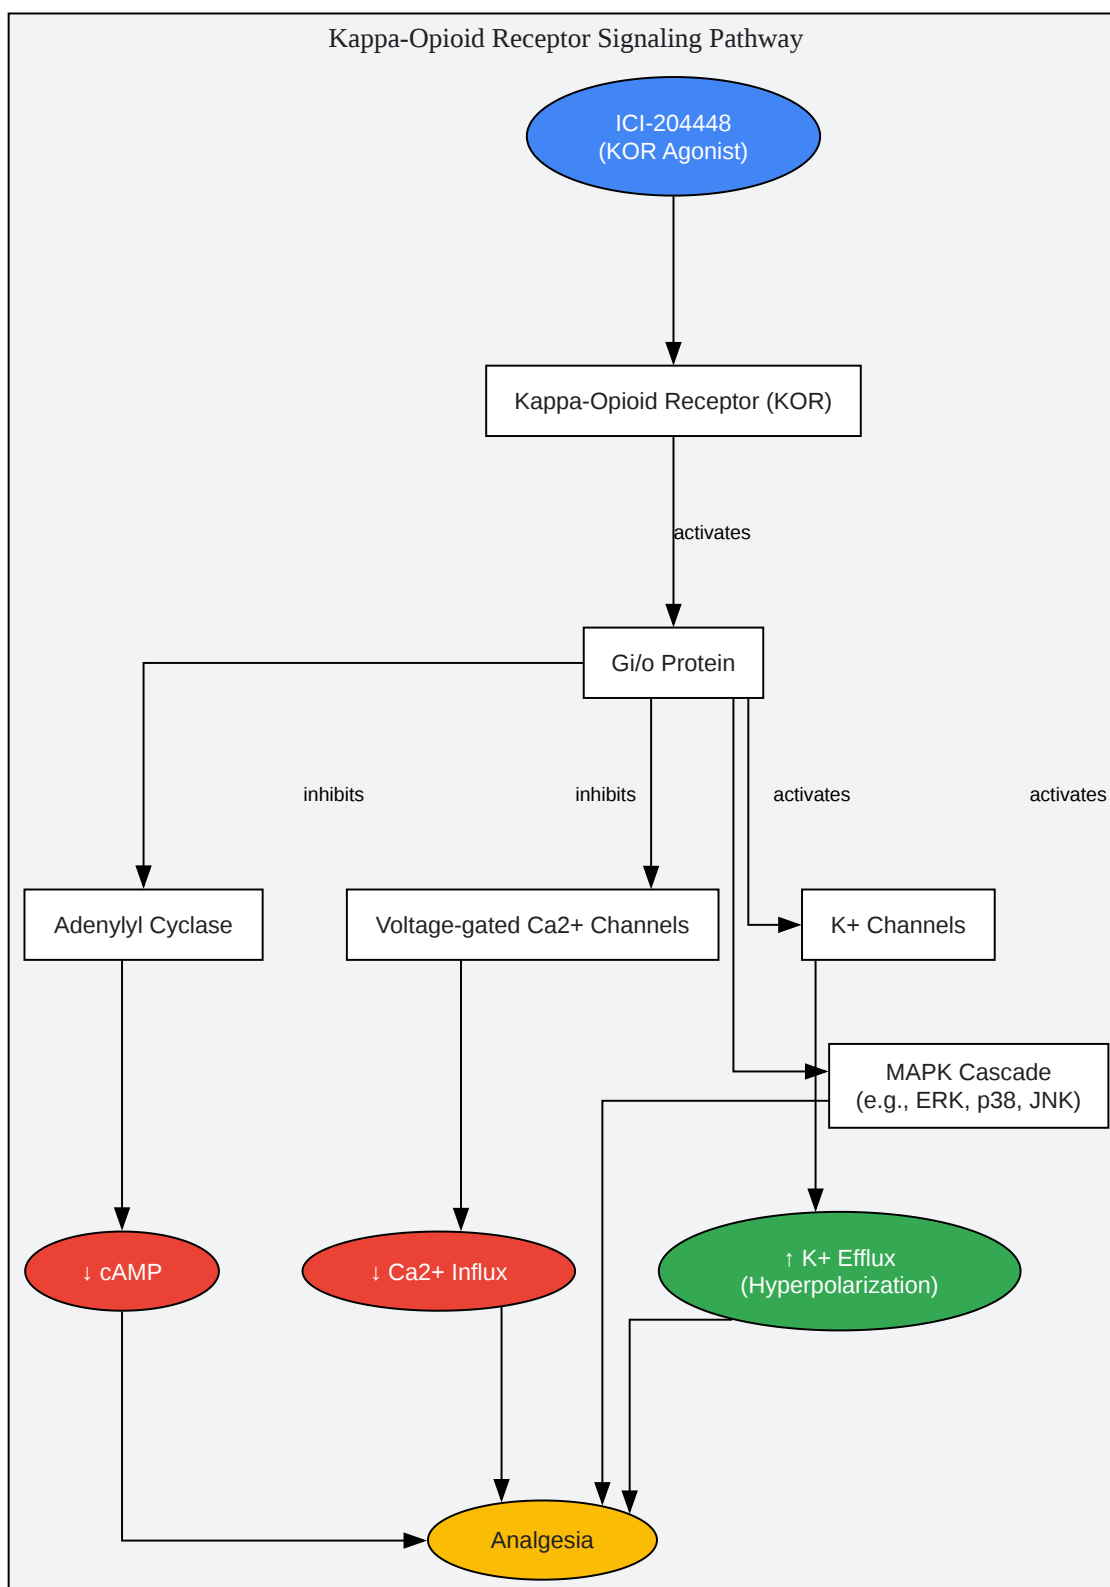 Kappa-Opioid Receptor Signaling Pathway
ICI-204448
(KOR Agonist)
Kappa-Opioid Receptor (KOR)
activates
Gi/o Protein
inhibits
inhibits
activates
activates
Adenylyl Cyclase
Voltage-gated Ca2+ Channels
K+ Channels
MAPK Cascade
(e.g., ERK, p38, JNK)
↓ cAMP
↓ Ca2+ Influx
↑ K+ Efflux
(Hyperpolarization)
Analgesia